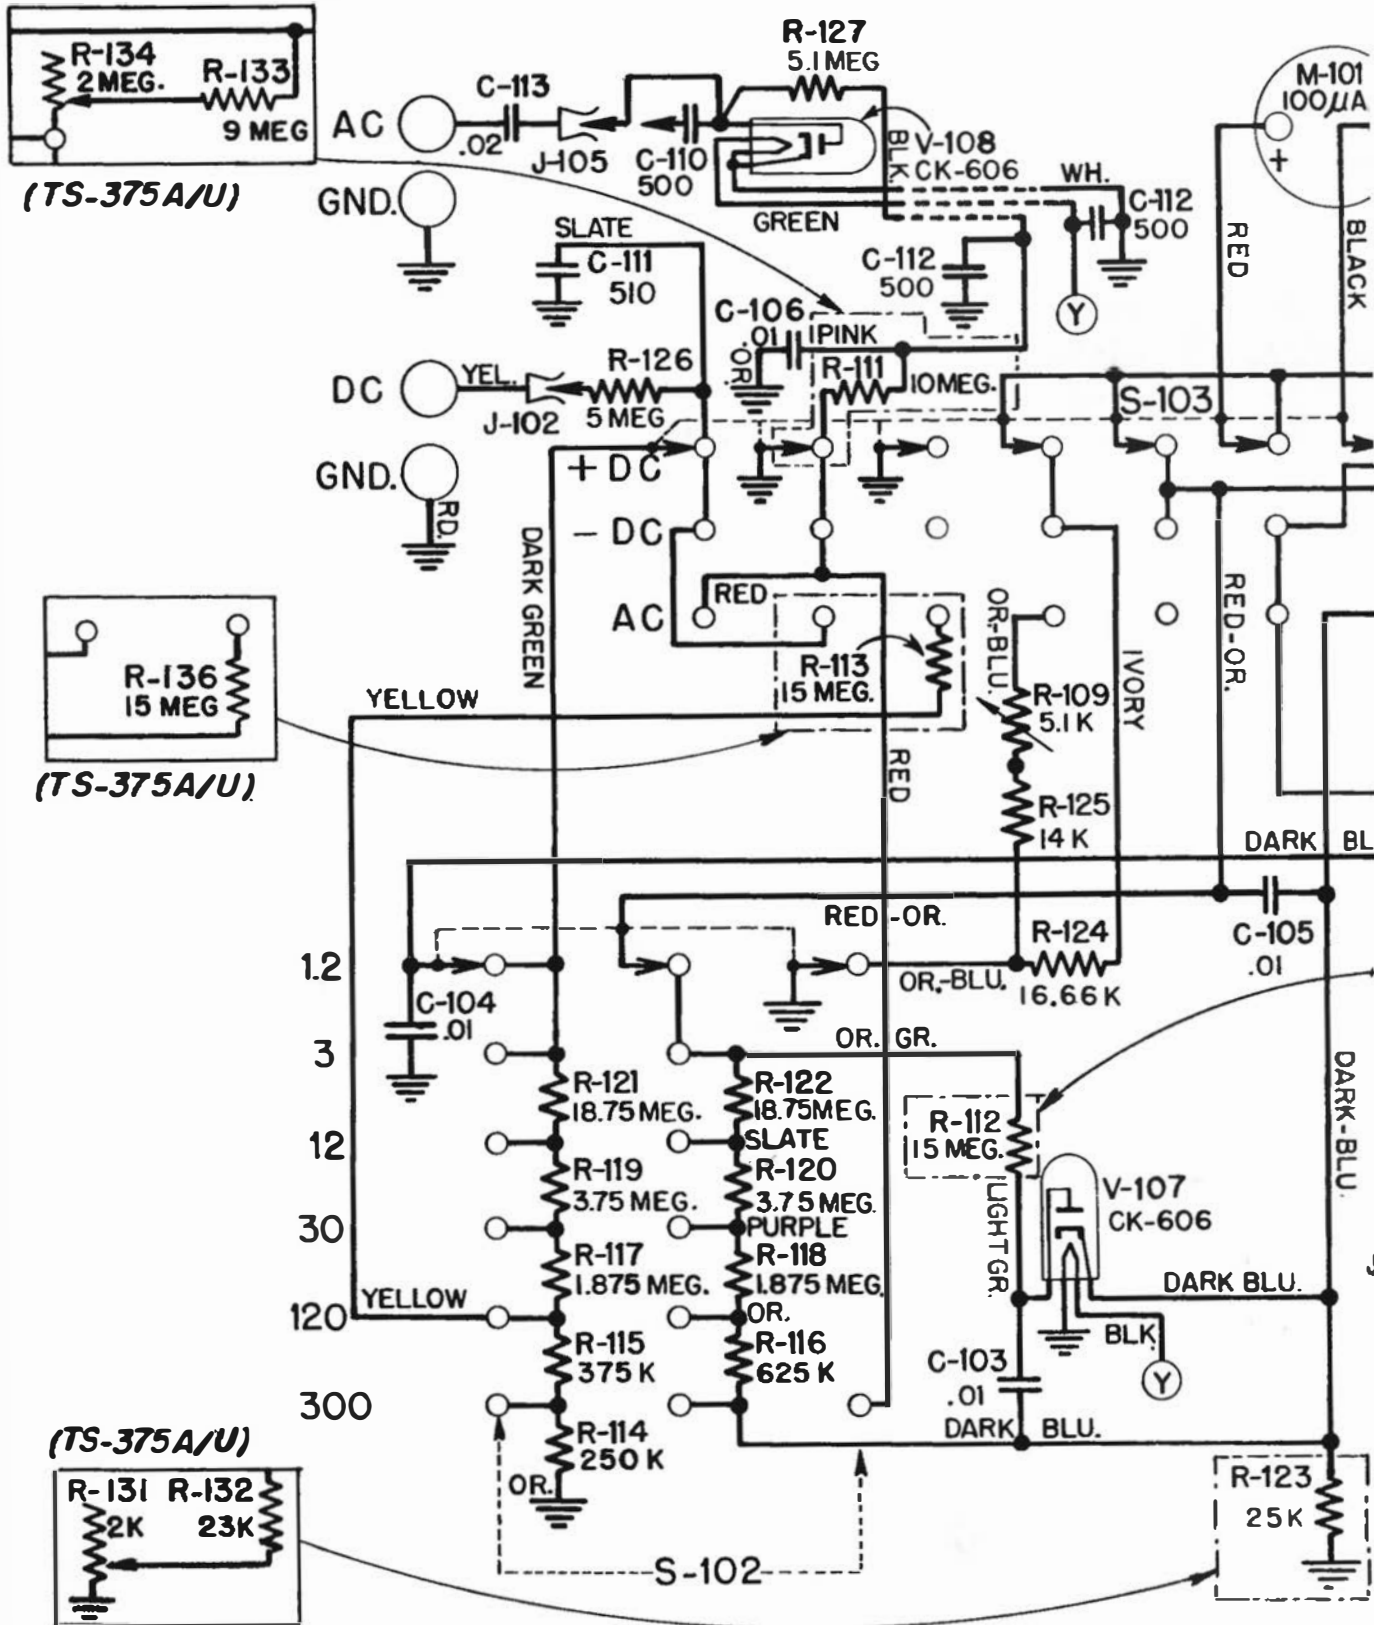 R-134
2 MEG.
R-133
9 MEG
(TS-375A/U)
AC
C-113
.02
J-105
C-110
500
R-127
5.1 MEG
BLK.
V-108
CK-606
WH.
GREEN
C-112
500
C-112
500
Y
M-101
100µA
+
RED
BLACK
GND.
SLATE
C-111
510
C-106
.01
PINK
OR.
R-111
10 MEG.
DC
YEL.
J-102
R-126
5 MEG
S-103
GND.
RD.
+ DC
- DC
AC
DARK GREEN
RED
R-113
15 MEG.
OR-BLU.
R-109
5.1 K
IVORY
RED-OR.
R-136
15 MEG
(TS-375A/U)
YELLOW
RED
R-125
14 K
DARK BL
RED-OR.
C-105
.01
1.2
C-104
.01
OR.-BLU.
R-124
16.66 K
3
OR. GR.
R-121
18.75 MEG.
R-122
18.75 MEG.
R-112
15 MEG.
DARK-BLU.
12
SLATE
R-119
3.75 MEG.
R-120
3.75 MEG.
LIGHT GR.
V-107
CK-606
30
PURPLE
R-117
1.875 MEG.
R-118
1.875 MEG.
DARK BLU.
120
YELLOW
OR.
R-115
375 K
R-116
625 K
BLK
Y
C-103
.01
300
DARK BLU.
R-114
250 K
OR.
S-102
R-123
25 K
(TS-375A/U)
R-131
2K
R-132
23K